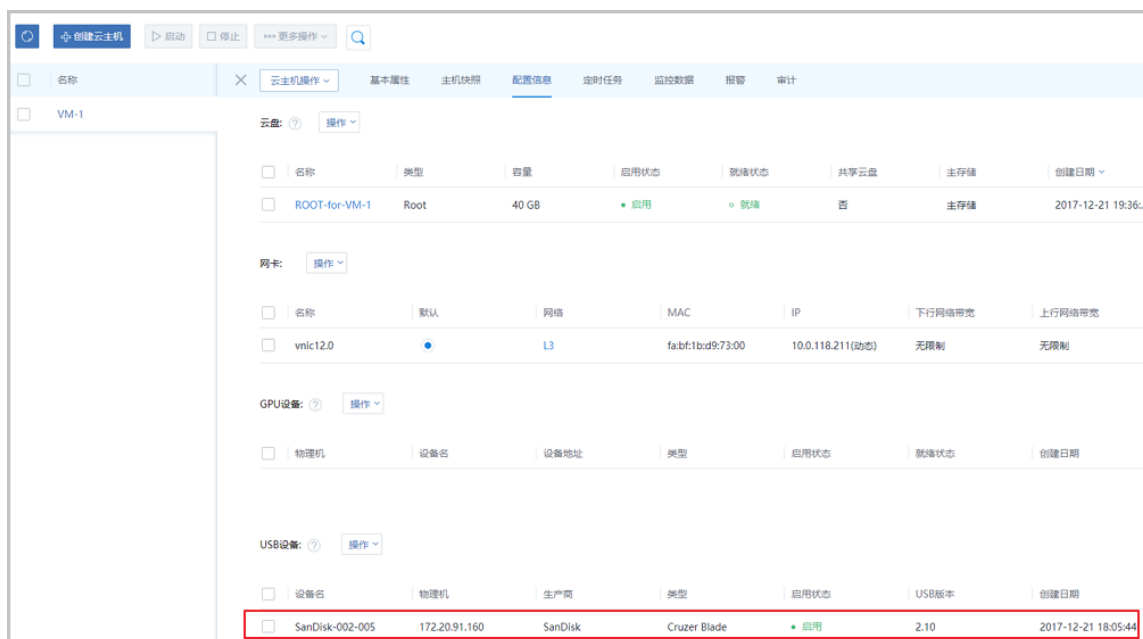 创建云主机 启动 停止 更多操作
名称 云主机操作 基本属性 主机快照 配置信息 定时任务 监控数据 报警 审计
VM-1
云盘: ? 操作
名称 类型 容量 启用状态 就绪状态 共享云盘 主存储 创建日期
ROOT-for-VM-1 Root 40 GB 启用 就绪 否 主存储 2017-12-21 19:36:..
网卡: 操作
名称 默认 网络 MAC IP 下行网络带宽 上行网络带宽
vnic12.0 L3 fa:bf:1b:d9:73:00 10.0.118.211(动态) 无限制 无限制
GPU设备: ? 操作
物理机 设备名 设备地址 类型 启用状态 就绪状态 创建日期
USB设备: ? 操作
设备名 物理机 生产商 类型 启用状态 USB版本 创建日期
SanDisk-002-005 172.20.91.160 SanDisk Cruzer Blade 启用 2.10 2017-12-21 18:05:44